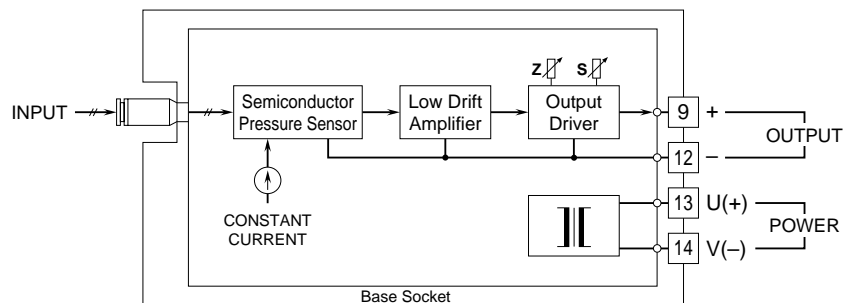 Z S
INPUT
Semiconductor
Pressure Sensor
Low Drift
Amplifier
Output
Driver
9 +
OUTPUT
12 –
CONSTANT
CURRENT
13 U(+)
POWER
14 V(–)
Base Socket